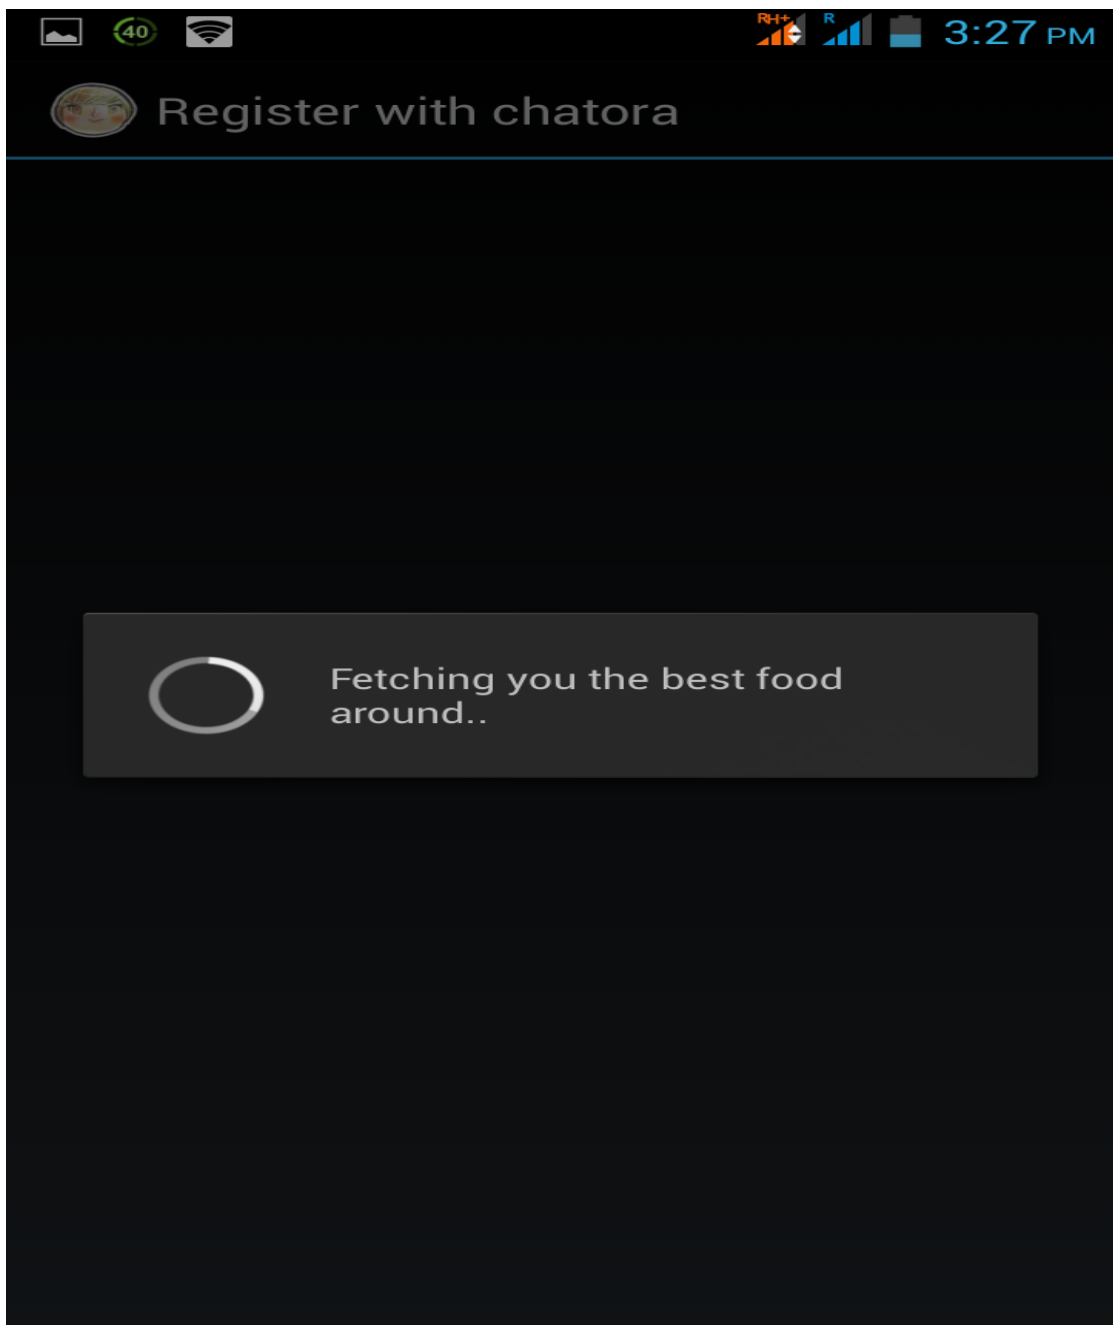 40 RH+ R 3:27 PM
Register with chatora
Fetching you the best food
around..